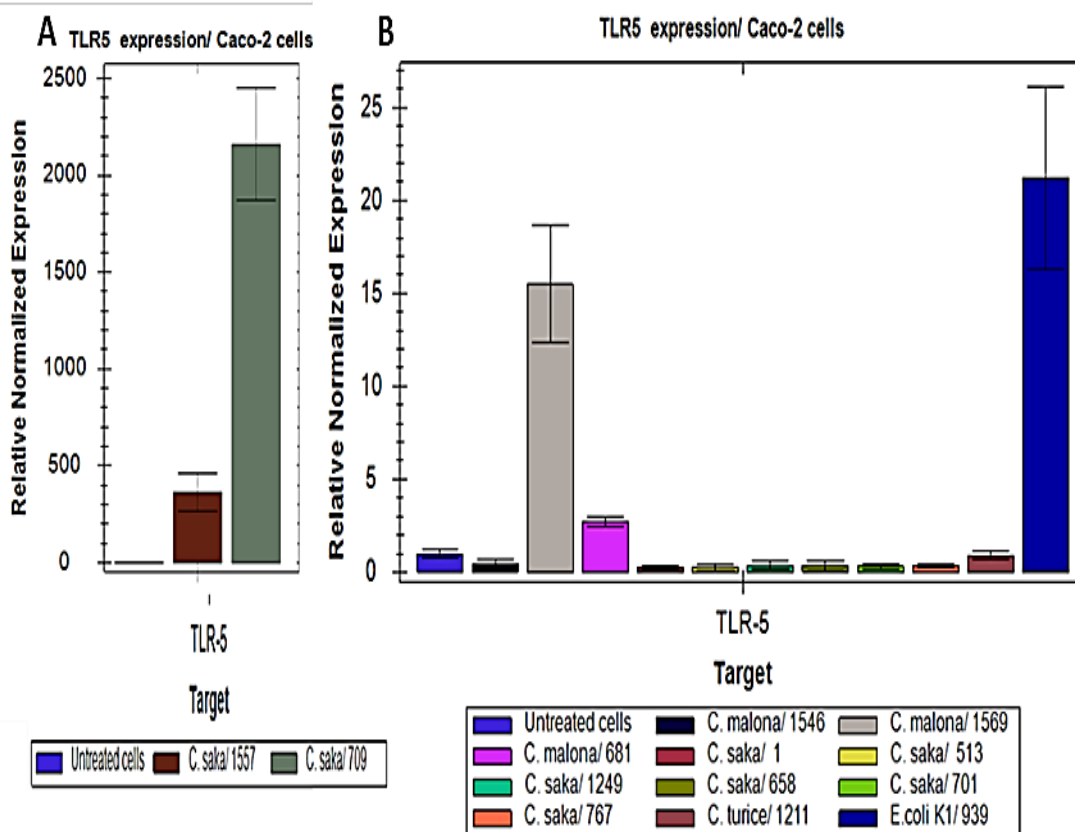 A
TLR5 expression/ Caco-2 cells
Relative Normalized Expression
2500
2000
1500
1000
500
0
TLR-5
Target
Untreated cells C. saka/ 1557 C. saka/ 709
B
TLR5 expression/ Caco-2 cells
Relative Normalized Expression
25
20
15
10
5
0
TLR-5
Target
Untreated cells C. malona/ 1546 C. malona/ 1569
C. malona/ 681 C. saka/ 1 C. saka/ 513
C. saka/ 1249 C. saka/ 658 C. saka/ 701
C. saka/ 767 C. turice/ 1211 E.coli K1/ 939